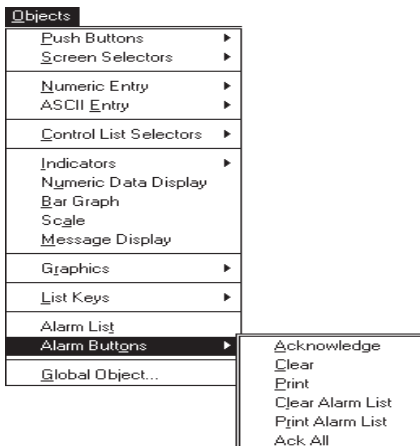 Objects
Push Buttons
Screen Selectors
Numeric Entry
ASCII Entry
Control List Selectors
Indicators
Numeric Data Display
Bar Graph
Scale
Message Display
Graphics
List Keys
Alarm List
Alarm Buttons
Global Object...
Acknowledge
Clear
Print
Clear Alarm List
Print Alarm List
Ack All